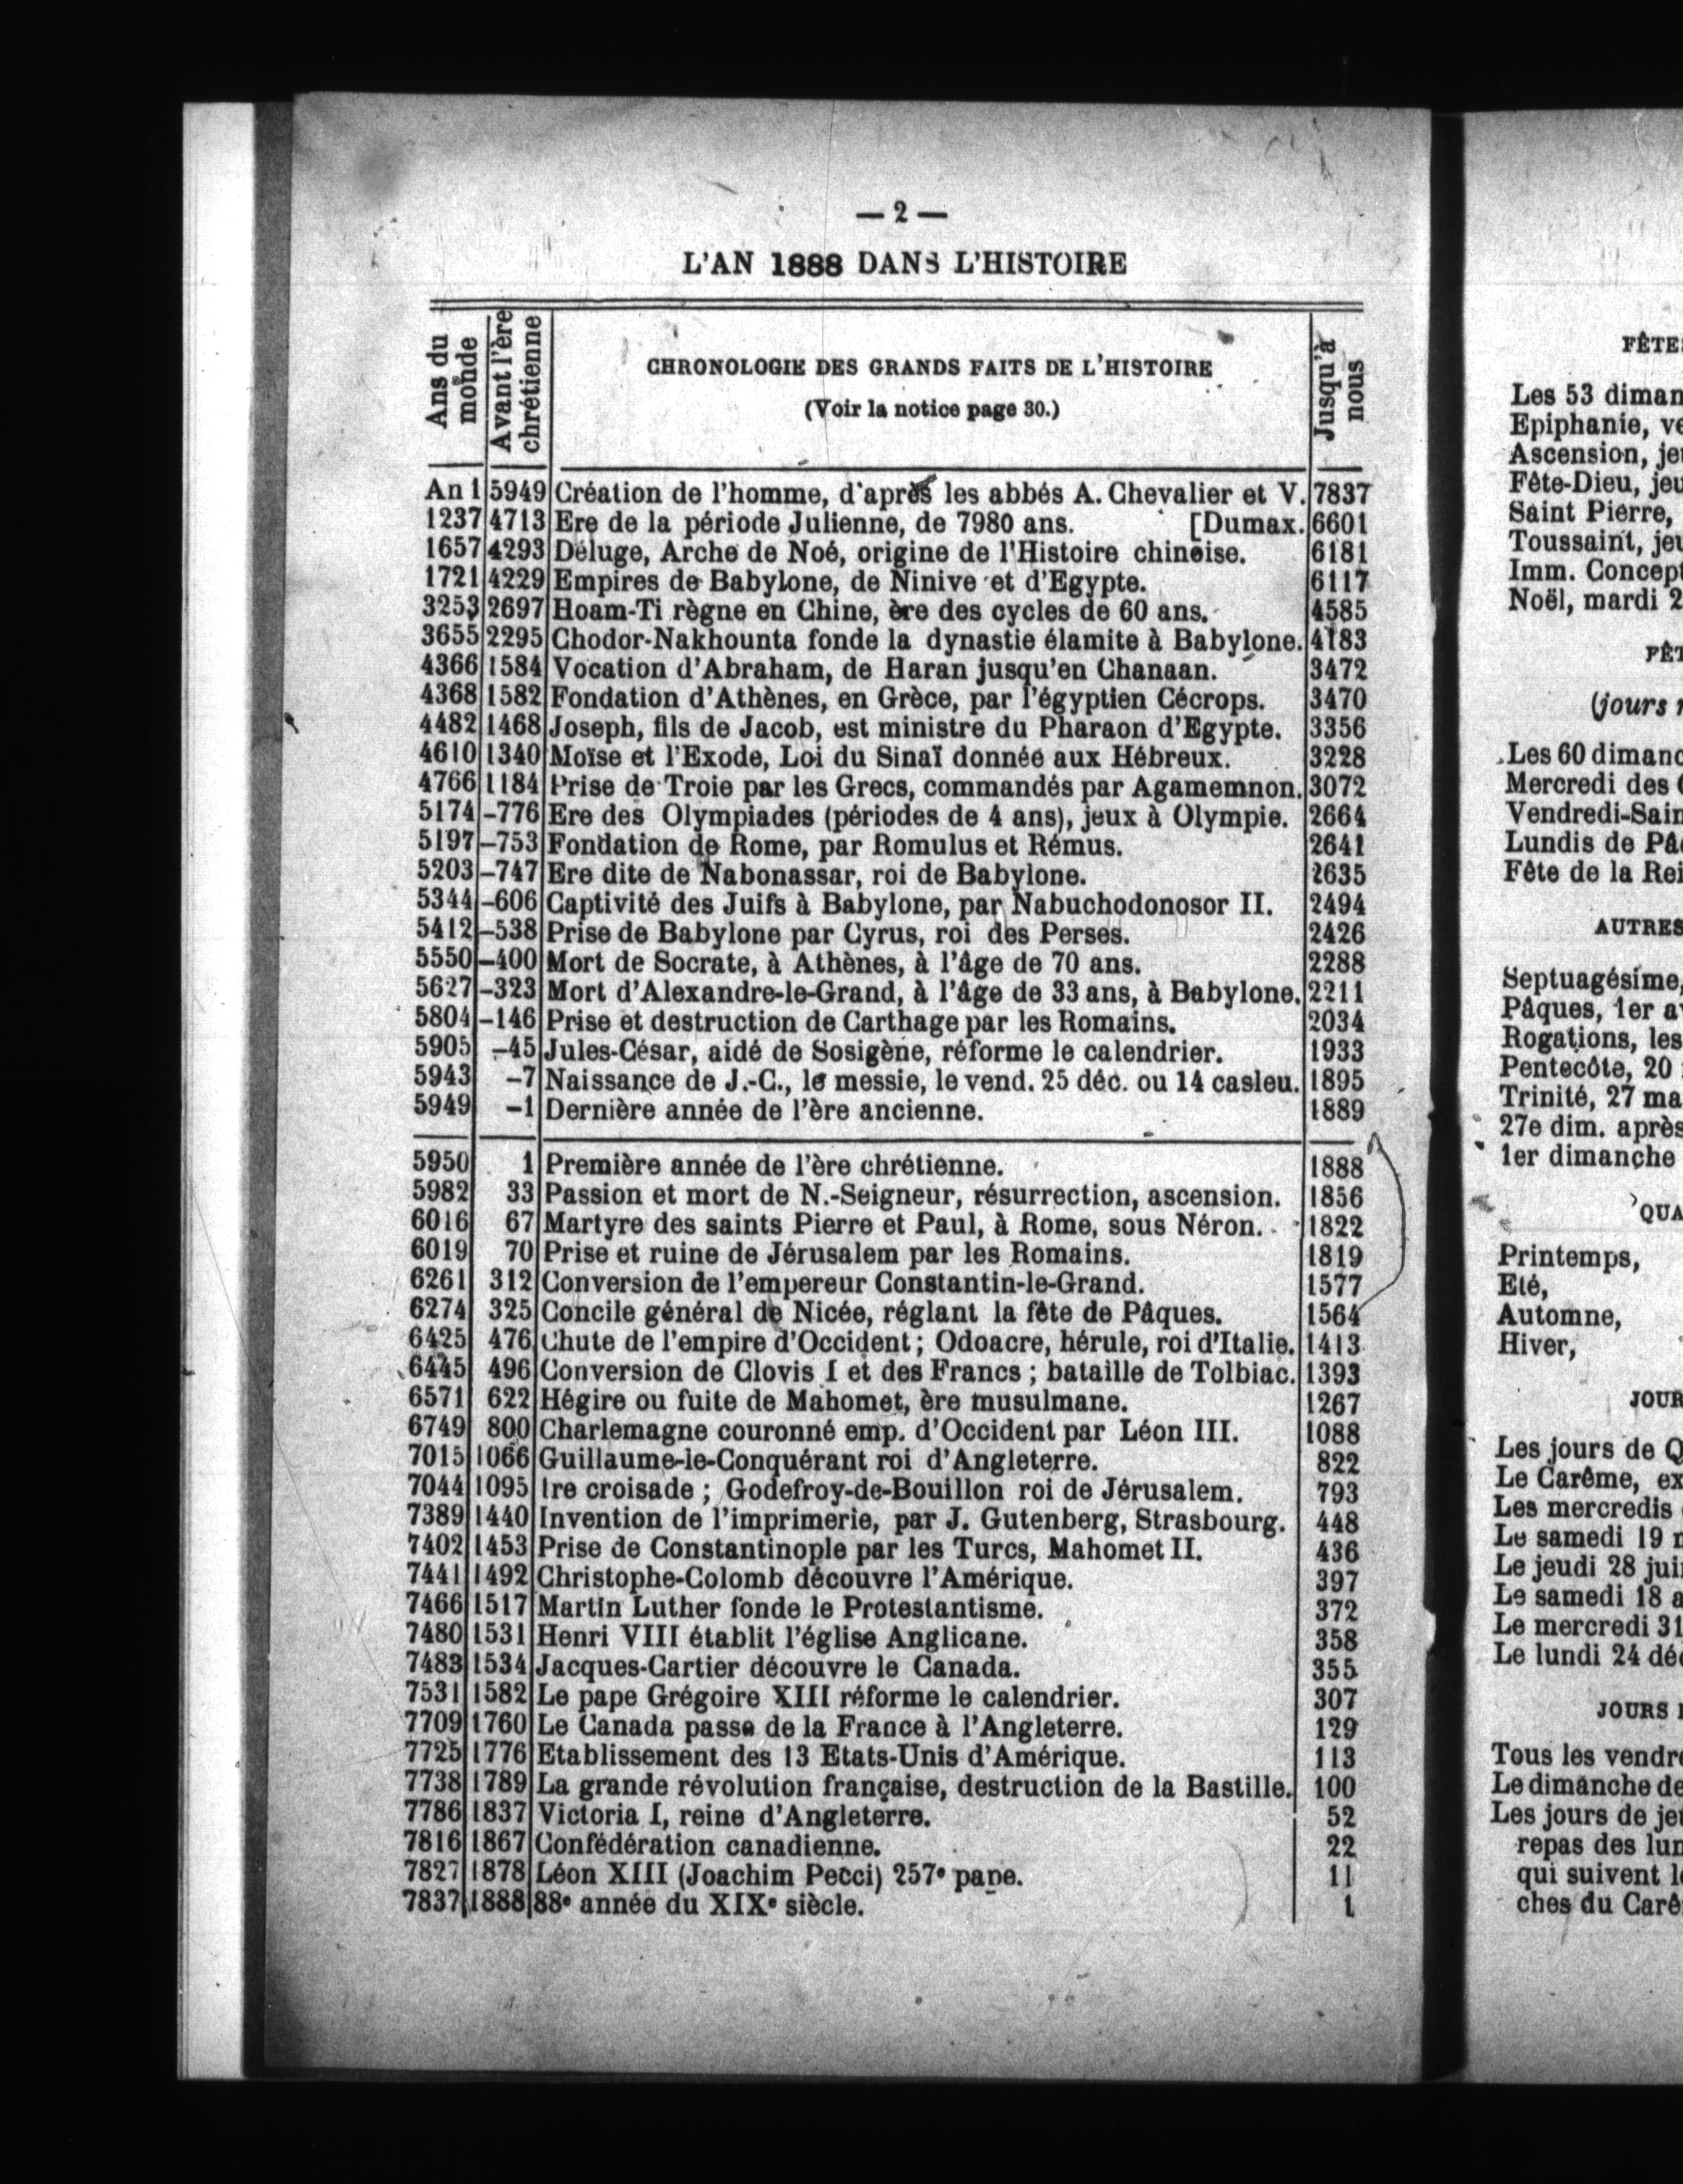 — 2 —
L'AN 1888 DANS L'HISTOIRE
Ans du monde Avant l'ère chrétienne CHRONOLOGIE DES GRANDS FAITS DE L'HISTOIRE Jusqu'à nous
(Voir la notice page 30.)
An 1 5949 Création de l'homme, d'après les abbés A. Chevalier et V. 7837
1237 4713 Ere de la période Julienne, de 7980 ans. [Dumax. 6601
1657 4293 Déluge, Arche de Noé, origine de l'Histoire chinoise. 6181
1721 4229 Empires de Babylone, de Ninive et d'Egypte. 6117
3253 2697 Hoam-Ti règne en Chine, ère des cycles de 60 ans. 4585
3655 2295 Chodor-Nakhounta fonde la dynastie élamite à Babylone. 4183
4366 1584 Vocation d'Abraham, de Haran jusqu'en Chanaan. 3472
4368 1582 Fondation d'Athènes, en Grèce, par l'égyptien Cécrops. 3470
4482 1468 Joseph, fils de Jacob, est ministre du Pharaon d'Egypte. 3356
4610 1340 Moïse et l'Exode, Loi du Sinaï donnée aux Hébreux. 3228
4766 1184 Prise de Troie par les Grecs, commandés par Agamemnon. 3072
5174 -776 Ere des Olympiades (périodes de 4 ans), jeux à Olympie. 2664
5197 -753 Fondation de Rome, par Romulus et Rémus. 2641
5203 -747 Ere dite de Nabonassar, roi de Babylone. 2635
5344 -606 Captivité des Juifs à Babylone, par Nabuchodonosor II. 2494
5412 -538 Prise de Babylone par Cyrus, roi des Perses. 2426
5550 -400 Mort de Socrate, à Athènes, à l'âge de 70 ans. 2288
5627 -323 Mort d'Alexandre-le-Grand, à l'âge de 33 ans, à Babylone. 2211
5804 -146 Prise et destruction de Carthage par les Romains. 2034
5905 -45 Jules-César, aidé de Sosigène, réforme le calendrier. 1933
5943 -7 Naissance de J.-C., le messie, le vend. 25 déc. ou 14 casleu. 1895
5949 -1 Dernière année de l'ère ancienne. 1889
5950 1 Première année de l'ère chrétienne. 1888
5982 33 Passion et mort de N.-Seigneur, résurrection, ascension. 1856
6016 67 Martyre des saints Pierre et Paul, à Rome, sous Néron. 1822
6019 70 Prise et ruine de Jérusalem par les Romains. 1819
6261 312 Conversion de l'empereur Constantin-le-Grand. 1577
6274 325 Concile général de Nicée, réglant la fête de Pâques. 1564
6425 476 Chute de l'empire d'Occident; Odoacre, hérule, roi d'Italie. 1413
6445 496 Conversion de Clovis I et des Francs; bataille de Tolbiac. 1393
6571 622 Hégire ou fuite de Mahomet, ère musulmane. 1267
6749 800 Charlemagne couronné emp. d'Occident par Léon III. 1088
7015 1066 Guillaume-le-Conquérant roi d'Angleterre. 822
7044 1095 1re croisade; Godefroy-de-Bouillon roi de Jérusalem. 793
7389 1440 Invention de l'imprimerie, par J. Gutenberg, Strasbourg. 448
7402 1453 Prise de Constantinople par les Turcs, Mahomet II. 436
7441 1492 Christophe-Colomb découvre l'Amérique. 397
7466 1517 Martin Luther fonde le Protestantisme. 372
7480 1531 Henri VIII établit l'église Anglicane. 358
7483 1534 Jacques-Cartier découvre le Canada. 355
7531 1582 Le pape Grégoire XIII réforme le calendrier. 307
7709 1760 Le Canada passe de la France à l'Angleterre. 129
7725 1776 Etablissement des 13 Etats-Unis d'Amérique. 113
7738 1789 La grande révolution française, destruction de la Bastille. 100
7786 1837 Victoria I, reine d'Angleterre. 52
7816 1867 Confédération canadienne. 22
7827 1878 Léon XIII (Joachim Pecci) 257e pape. 11
7837 1888 88e année du XIXe siècle. 1
Les 53
Epiphanie,
Ascension,
Fête-Dieu,
Saint Pierre,
Toussaint,
Imm.
Noël, mardi
(jours
Les 60
Mercredi des
Lundis de
Fête de la
AUTRES
Septuagésime,
Pâques, 1er
Rogations, les
Pentecôte, 20
Trinité, 27
27e dim. après
1er dimanche
Printemps,
Eté,
Automne,
Hiver,
Les jours de
Le Carême,
Les mercredis
Le samedi 19
Le jeudi 28
Le samedi 18
Le mercredi 31
Le lundi 24
JOURS
Tous les
Le dimanche de
Les jours de
repas des
qui suivent
ches du